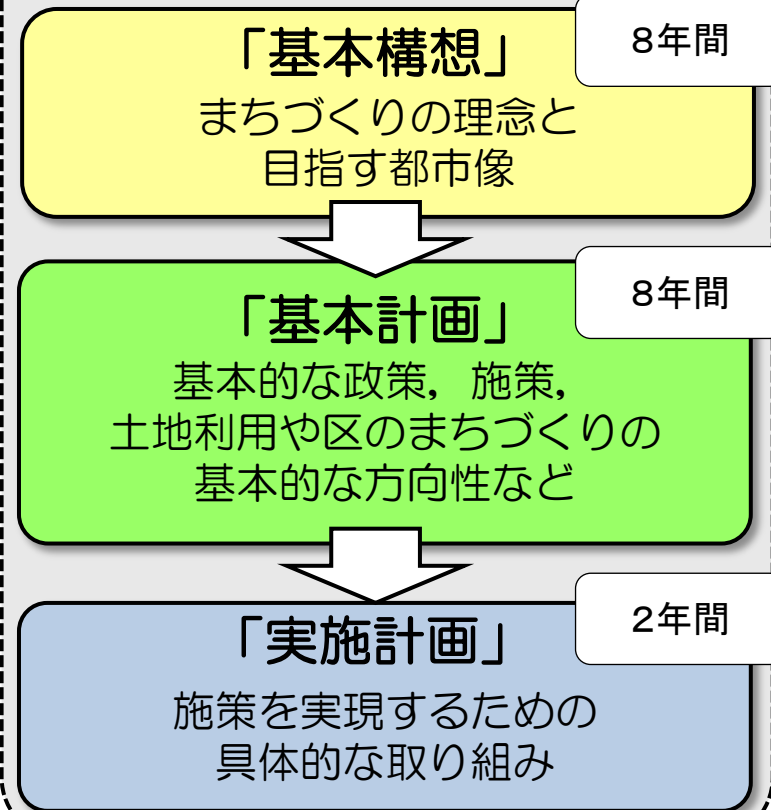 「基本構想」
8年間
まちづくりの理念と
目指す都市像
「基本計画」
8年間
基本的な政策，施策，
土地利用や区のまちづくりの
基本的な方向性など
「実施計画」
2年間
施策を実現するための
具体的な取り組み